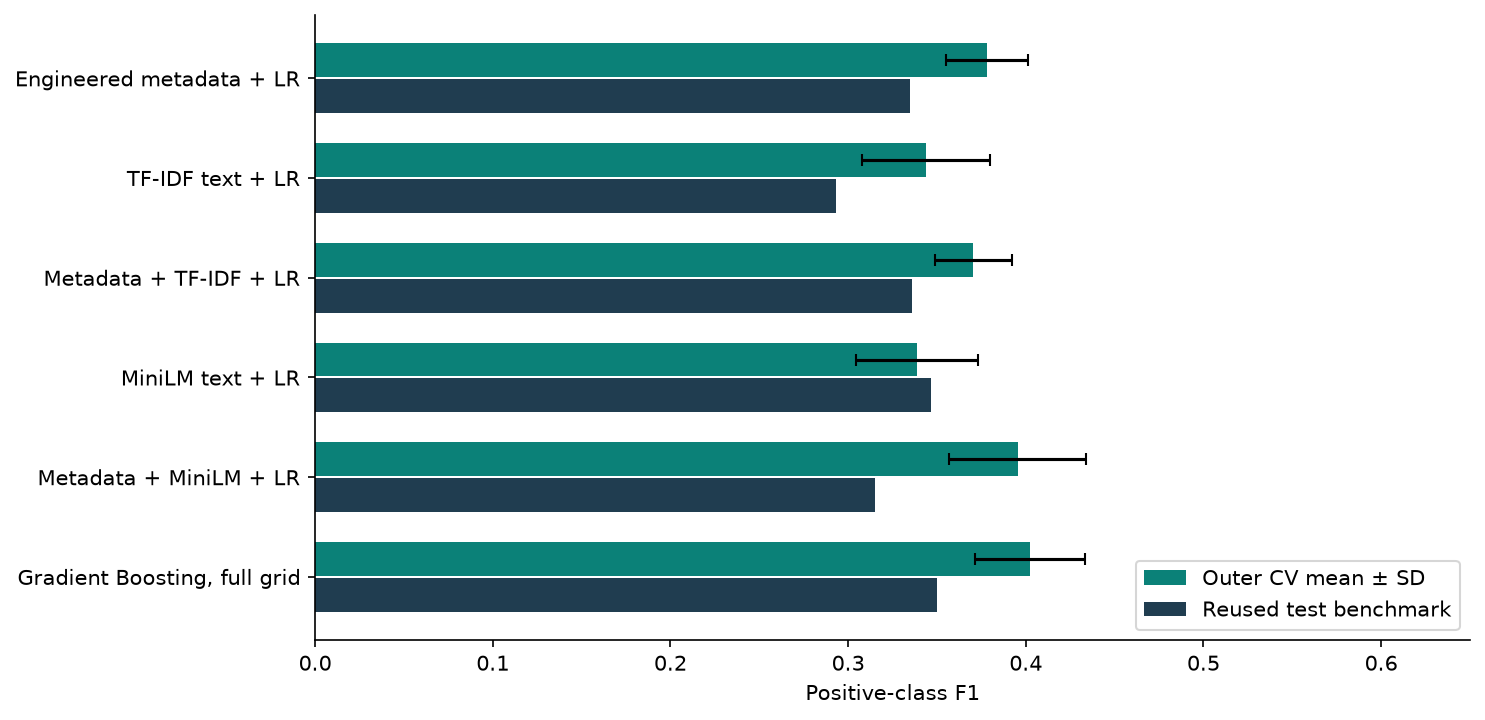 Engineered metadata + LR
TF-IDF text + LR
Metadata + TF-IDF + LR
MiniLM text + LR
Metadata + MiniLM + LR
Gradient Boosting, full grid
Outer CV mean ± SD
Reused test benchmark
0.0 0.1 0.2 0.3 0.4 0.5 0.6
Positive-class F1